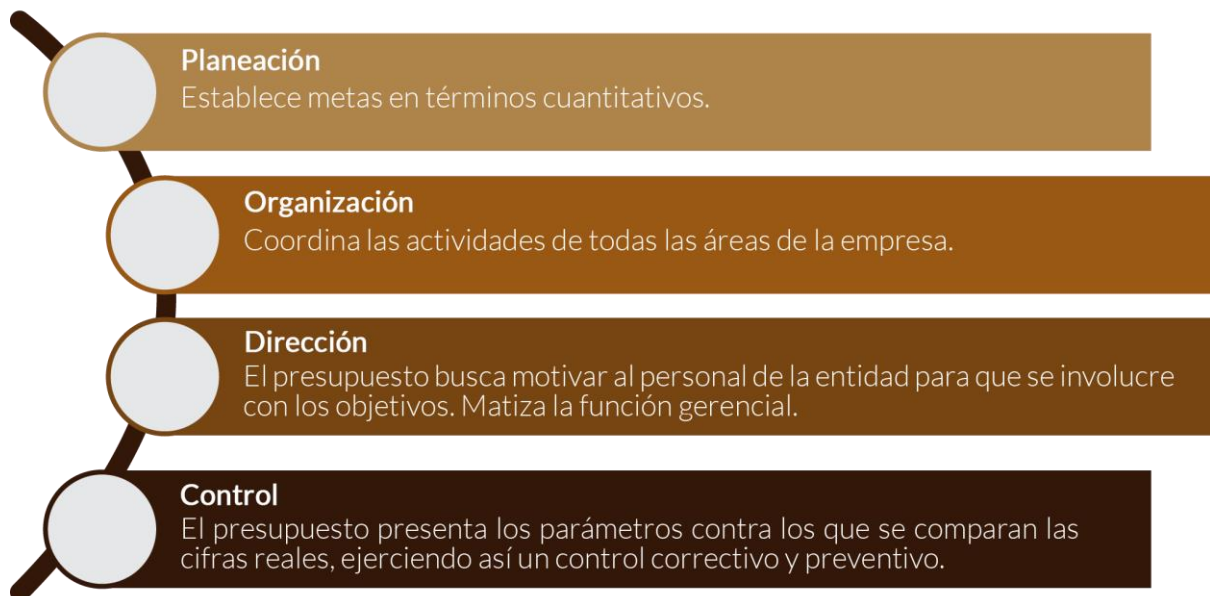 Planeación
Establece metas en términos cuantitativos.
Organización
Coordina las actividades de todas las áreas de la empresa.
Dirección
El presupuesto busca motivar al personal de la entidad para que se involucre
con los objetivos. Matiza la función gerencial.
Control
El presupuesto presenta los parámetros contra los que se comparan las
cifras reales, ejerciendo así un control correctivo y preventivo.